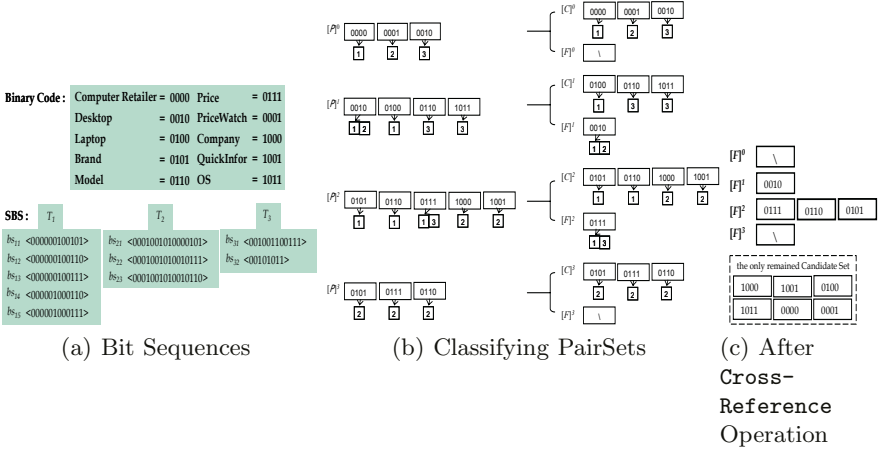 Binary Code : Computer Retailer = 0000 Price = 0111
Desktop = 0010 PriceWatch = 0001
Laptop = 0100 Company = 1000
Brand = 0101 QuickInfor = 1001
Model = 0110 OS = 1011
SBS : T1 T2 T3
bs11 <000000100101>
bs12 <000000100110>
bs13 <000000100111>
bs14 <000001000110>
bs15 <000001000111>
bs21 <0001001010000101>
bs22 <0001001010010111>
bs23 <0001001010010110>
bs31 <001001100111>
bs32 <00101011>
(a) Bit Sequences
[P]0 0000 0001 0010
1 2 3
[C]0 0000 0001 0010
1 2 3
[F]0 \
[P]1 0010 0100 0110 1011
1 2 1 3 3
[C]1 0100 0110 1011
1 3 3
[F]1 0010
1 2
[P]2 0101 0110 0111 1000 1001
1 1 1 3 2 2
[C]2 0101 0110 1000 1001
1 1 2 2
[F]2 0111
1 3
[P]3 0101 0111 0110
2 2 2
[C]3 0101 0111 0110
2 2 2
[F]3 \
(b) Classifying PairSets
[F]0 \
[F]1 0010
[F]2 0111 0110 0101
[F]3 \
the only remained Candidate Set
1000 1001 0100
1011 0000 0001
(c) After
Cross-
Reference
Operation